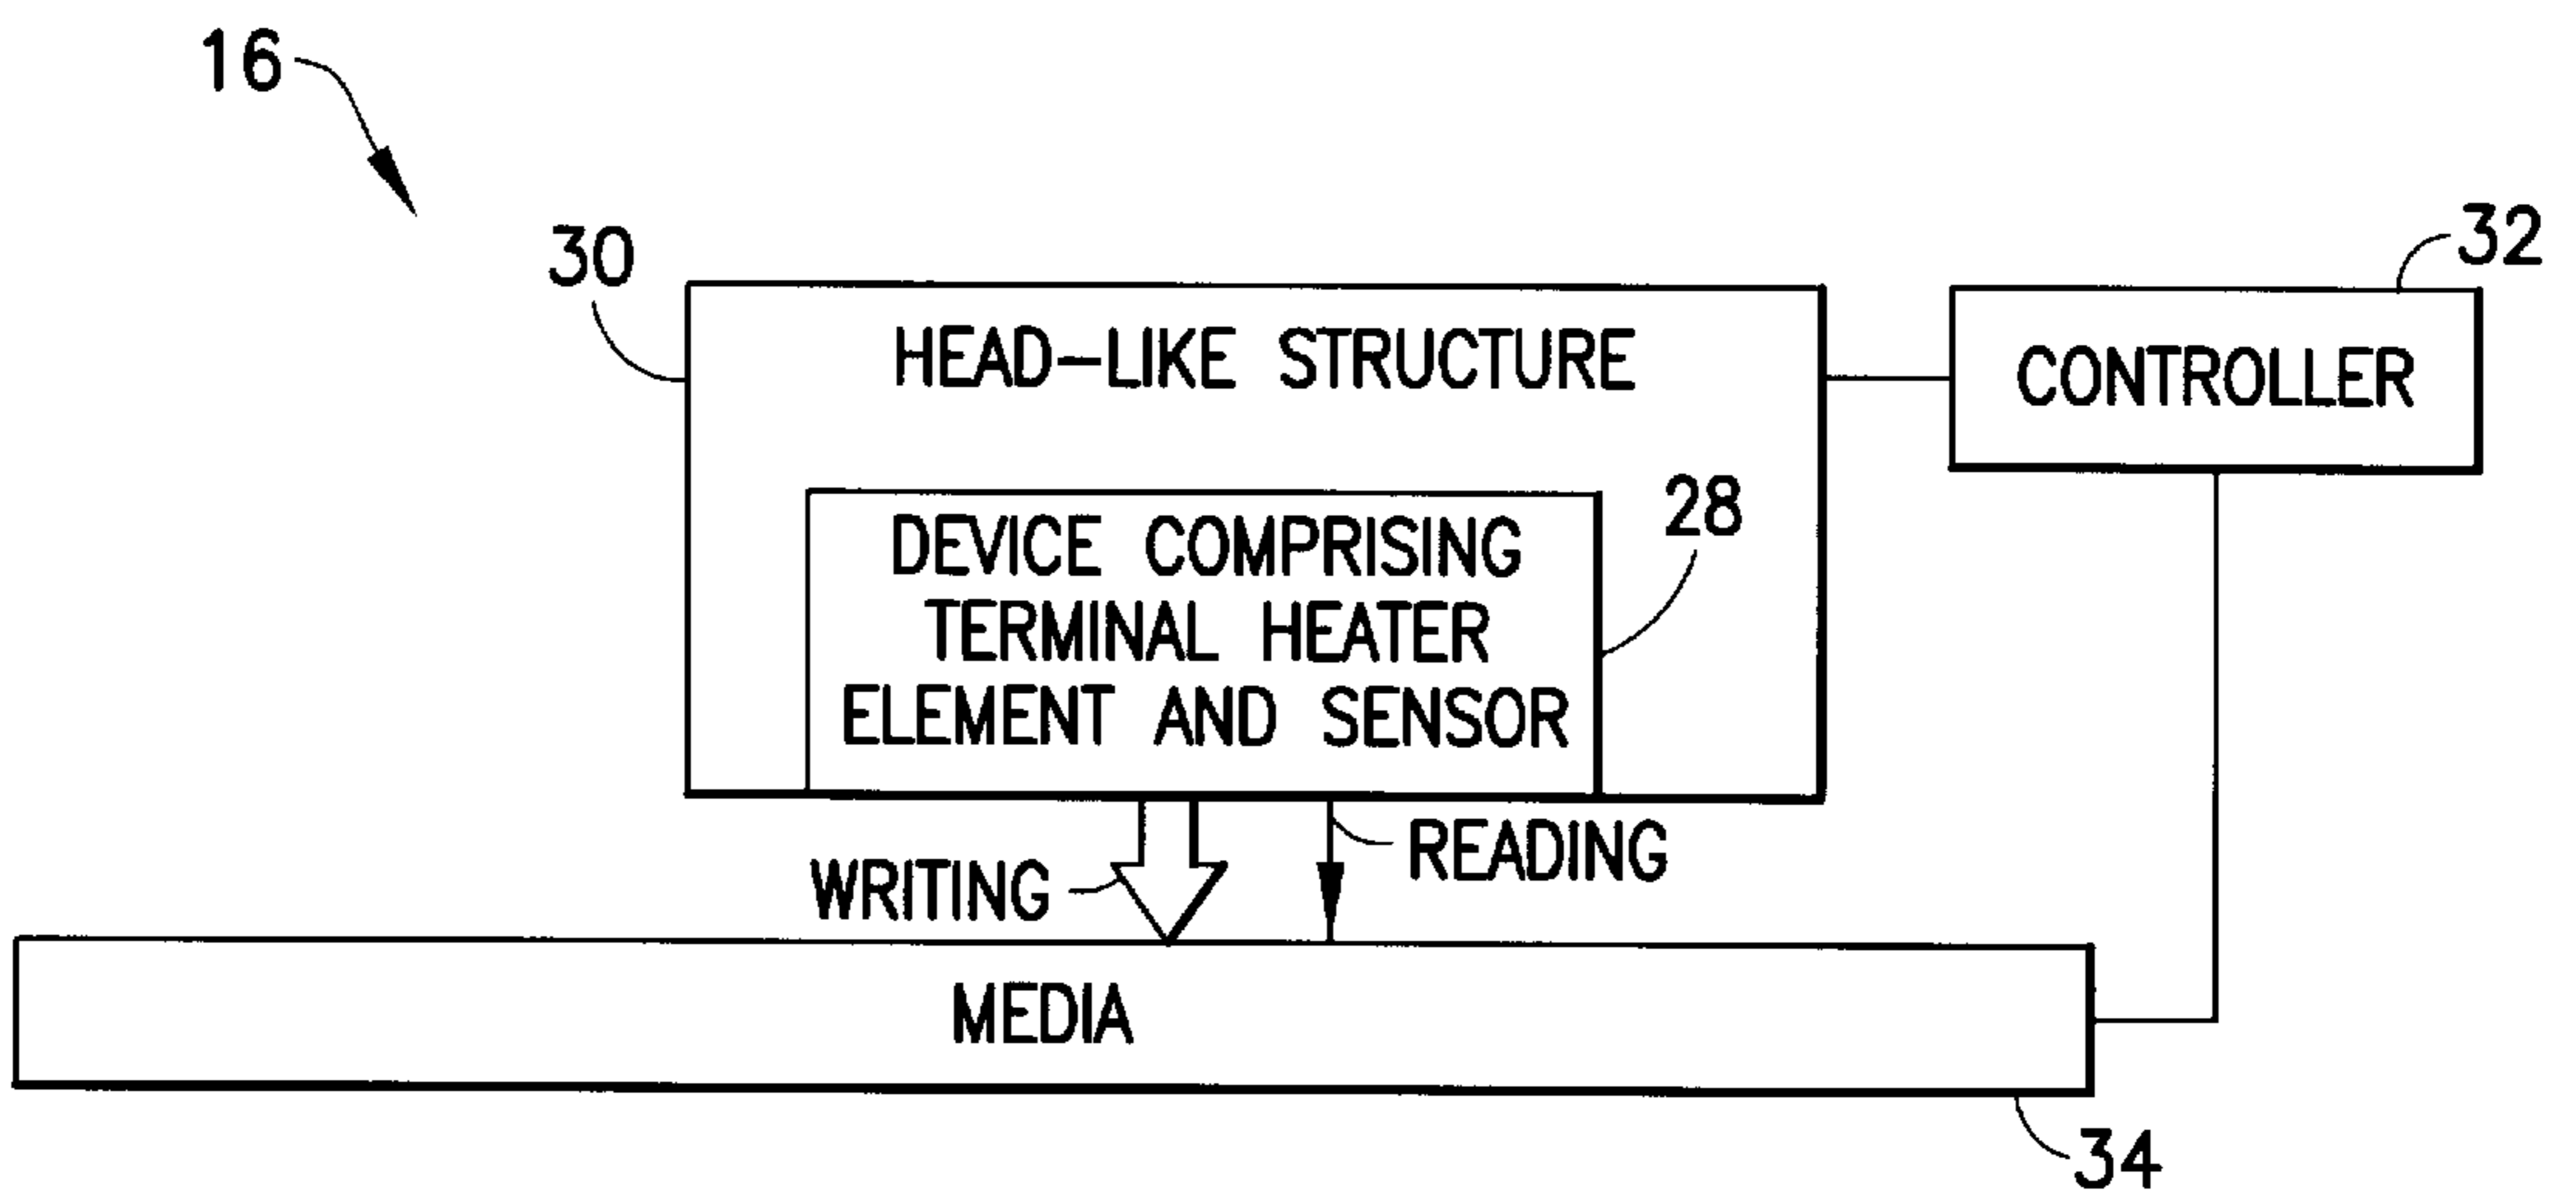 16
30
32
HEAD-LIKE STRUCTURE
CONTROLLER
28
DEVICE COMPRISING
TERMINAL HEATER
ELEMENT AND SENSOR
READING
WRITING
MEDIA
34